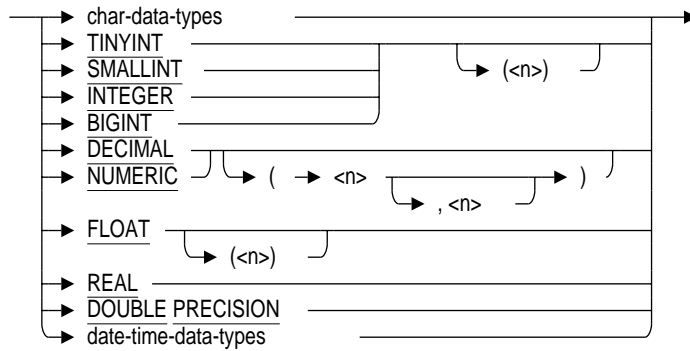 char-data-types
TINYINT
(<n>)
SMALLINT
INTEGER
BIGINT
DECIMAL
NUMERIC
( <n>
, <n>
)
FLOAT
(<n>)
REAL
DOUBLE PRECISION
date-time-data-types